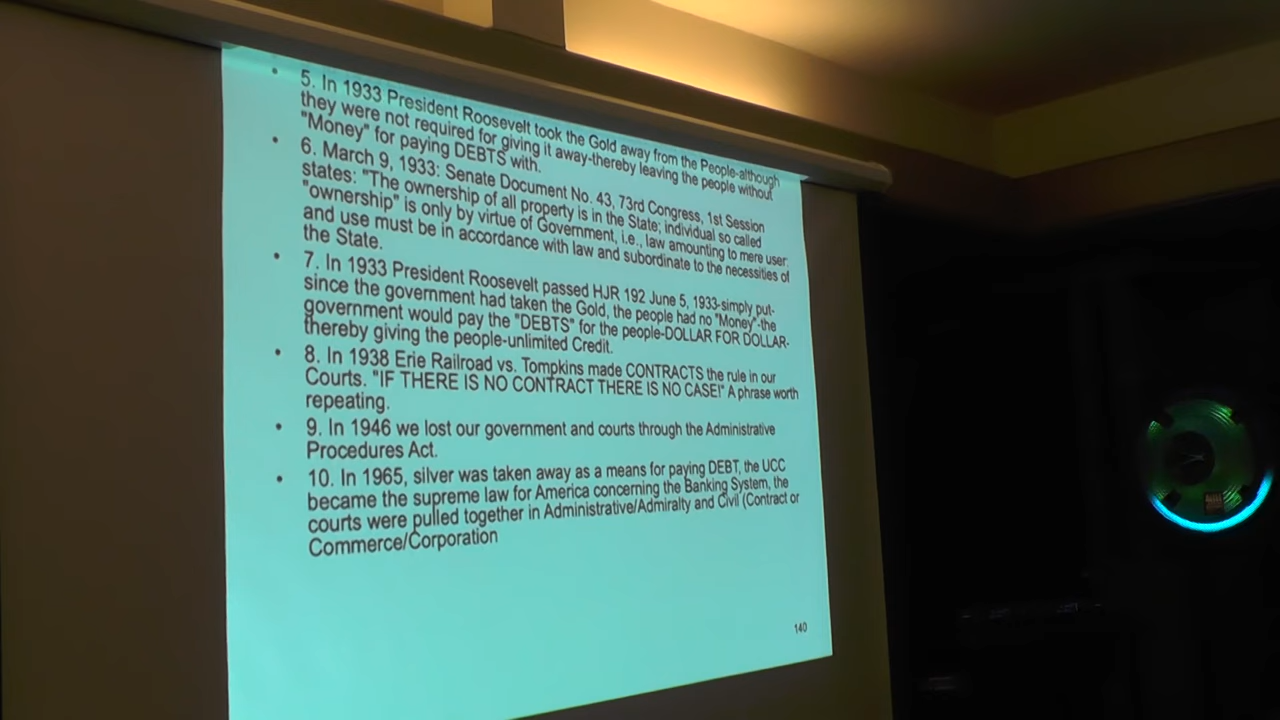 • 5. In 1933 President Roosevelt took the Gold away from the People-although
they were not required for giving it away-thereby leaving the people without
"Money" for paying DEBTS with.
• 6. March 9, 1933: Senate Document No. 43, 73rd Congress, 1st Session
states: "The ownership of all property is in the State; individual so called
"ownership" is only by virtue of Government, i.e., law amounting to mere user;
and use must be in accordance with law and subordinate to the necessities of
the State.
• 7. In 1933 President Roosevelt passed HJR 192 June 5, 1933-simply put-
since the government had taken the Gold, the people had no "Money"-the
government would pay the "DEBTS" for the people-DOLLAR FOR DOLLAR-
thereby giving the people-unlimited Credit.
• 8. In 1938 Erie Railroad vs. Tompkins made CONTRACTS the rule in our
Courts. "IF THERE IS NO CONTRACT THERE IS NO CASE!" A phrase worth
repeating.
• 9. In 1946 we lost our government and courts through the Administrative
Procedures Act.
• 10. In 1965, silver was taken away as a means for paying DEBT, the UCC
became the supreme law for America concerning the Banking System, the
courts were pulled together in Administrative/Admiralty and Civil (Contract or
Commerce/Corporation
140